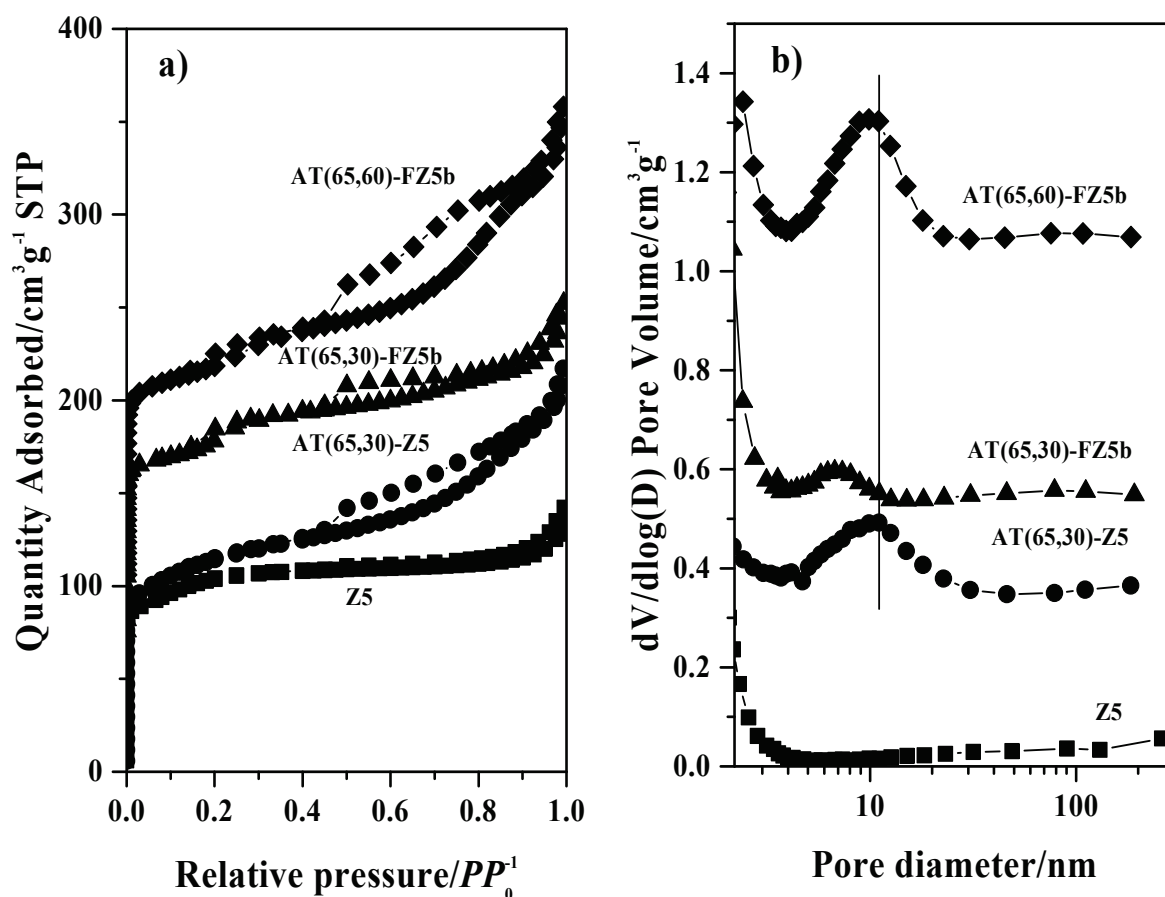 a)
Quantity Adsorbed/cm³g⁻¹ STP
400
300
200
100
0
AT(65,60)-FZ5b
AT(65,30)-FZ5b
AT(65,30)-Z5
Z5
0.0 0.2 0.4 0.6 0.8 1.0
Relative pressure/PP₀⁻¹
b)
dV/dlog(D) Pore Volume/cm³g⁻¹
1.4
1.2
1.0
0.8
0.6
0.4
0.2
0.0
AT(65,60)-FZ5b
AT(65,30)-FZ5b
AT(65,30)-Z5
Z5
10 100
Pore diameter/nm